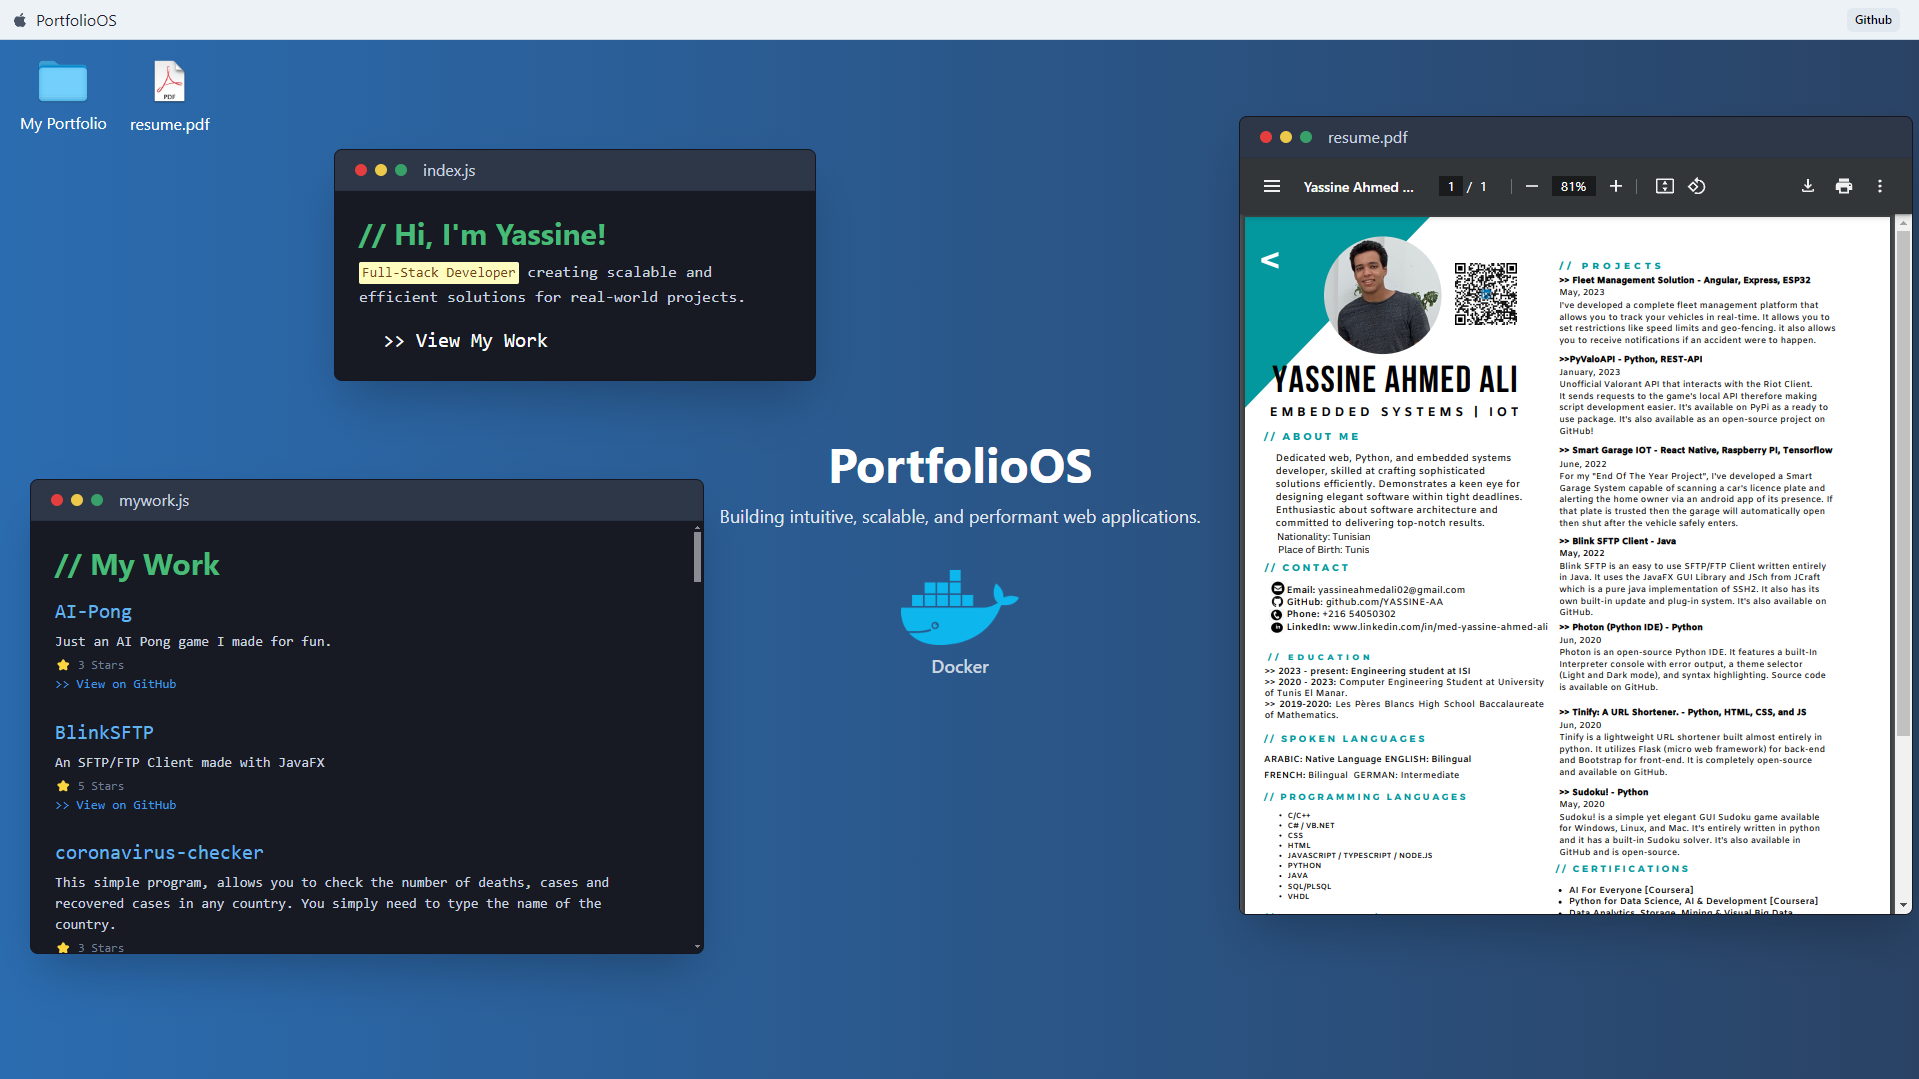 PortfolioOS
Github
My Portfolio
resume.pdf
index.js
// Hi, I'm Yassine!
Full-Stack Developer creating scalable and
efficient solutions for real-world projects.
>> View My Work
mywork.js
// My Work
AI-Pong
Just an AI Pong game I made for fun.
3 Stars
>> View on GitHub
BlinkSFTP
An SFTP/FTP Client made with JavaFX
5 Stars
>> View on GitHub
coronavirus-checker
This simple program, allows you to check the number of deaths, cases and
recovered cases in any country. You simply need to type the name of the
country.
3 Stars
PortfolioOS
Building intuitive, scalable, and performant web applications.
Docker
resume.pdf
Yassine Ahmed ...
1 / 1
81%
<
YASSINE AHMED ALI
EMBEDDED SYSTEMS | IOT
// ABOUT ME
Dedicated web, Python, and embedded systems
developer, skilled at crafting sophisticated
solutions efficiently. Demonstrates a keen eye for
designing elegant software within tight deadlines.
Enthusiastic about software architecture and
committed to delivering top-notch results.
Nationality: Tunisian
Place of Birth: Tunis
// CONTACT
Email: yassineahmedali02@gmail.com
GitHub: github.com/YASSINE-AA
Phone: +216 54050302
LinkedIn: www.linkedin.com/in/med-yassine-ahmed-ali
// EDUCATION
>> 2023 - present: Engineering student at ISI
>> 2020 - 2023: Computer Engineering Student at University
of Tunis El Manar.
>> 2019-2020: Les Pères Blancs High School Baccalaureate
of Mathematics.
// SPOKEN LANGUAGES
ARABIC: Native Language ENGLISH: Bilingual
FRENCH: Bilingual GERMAN: Intermediate
// PROGRAMMING LANGUAGES
• C/C++
• C# / VB.NET
• CSS
• HTML
• JAVASCRIPT / TYPESCRIPT / NODE.JS
• PYTHON
• JAVA
• SQL/PLSQL
• VHDL
// PROJECTS
>> Fleet Management Solution - Angular, Express, ESP32
May, 2023
I've developed a complete fleet management platform that
allows you to track your vehicles in real-time. It allows you to
set restrictions like speed limits and geo-fencing. it also allows
you to receive notifications if an accident were to happen.
>>PyValoAPI - Python, REST-API
January, 2023
Unofficial Valorant API that interacts with the Riot Client.
It sends requests to the game's local API therefore making
script development easier. It's available on PyPi as a ready to
use package. It's also available as an open-source project on
GitHub!
>> Smart Garage IOT - React Native, Raspberry PI, Tensorflow
June, 2022
For my "End Of The Year Project", I've developed a Smart
Garage System capable of scanning a car's licence plate and
alerting the home owner via an android app of its presence. If
that plate is trusted then the garage will automatically open
then shut after the vehicle safely enters.
>> Blink SFTP Client - Java
May, 2022
Blink SFTP is an easy to use SFTP/FTP Client written entirely
in Java. It uses the JavaFX GUI Library and JSch from JCraft
which is a pure java implementation of SSH2. It also has its
own built-in update and plug-in system. It's also available on
GitHub.
>> Photon (Python IDE) - Python
Jun, 2020
Photon is an open-source Python IDE. It features a built-In
Interpreter console with error output, a theme selector
(Light and Dark mode), and syntax highlighting. Source code
is available on GitHub.
>> Tinify: A URL Shortener. - Python, HTML, CSS, and JS
Jun, 2020
Tinify is a lightweight URL shortener built almost entirely in
python. It utilizes Flask (micro web framework) for back-end
and Bootstrap for front-end. It is completely open-source
and available on GitHub.
>> Sudoku! - Python
May, 2020
Sudoku! is a simple yet elegant GUI Sudoku game available
for Windows, Linux, and Mac. It's entirely written in python
and it has a built-in Sudoku solver. It's also available in
GitHub and is open-source.
// CERTIFICATIONS
• AI For Everyone [Coursera]
• Python for Data Science, AI & Development [Coursera]
• Data Analytics, Storage, Mining & Visual Big Data